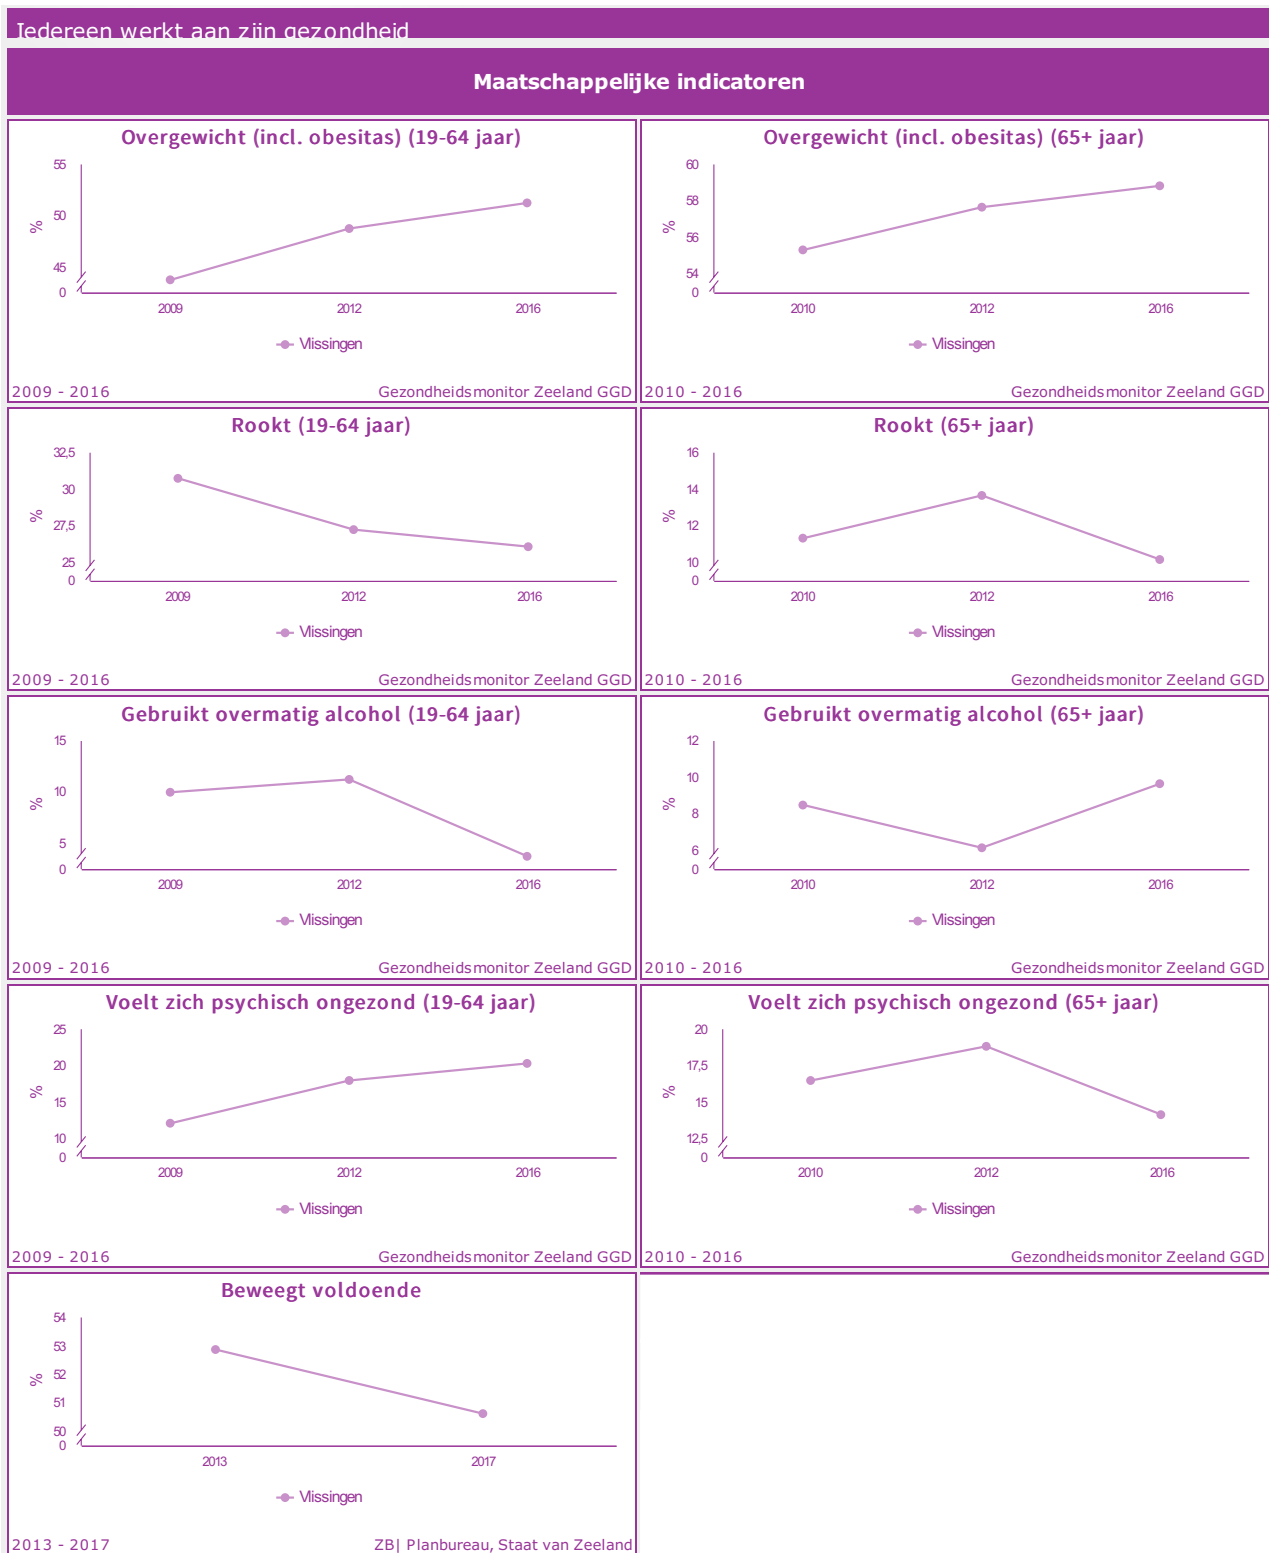 Iedereen werkt aan zijn gezondheid
Maatschappelijke indicatoren
Overgewicht (incl. obesitas) (19-64 jaar)
55
50
45
0
%
2009 2012 2016
Vlissingen
2009 - 2016 Gezondheidsmonitor Zeeland GGD
Overgewicht (incl. obesitas) (65+ jaar)
60
58
56
54
0
%
2010 2012 2016
Vlissingen
2010 - 2016 Gezondheidsmonitor Zeeland GGD
Rookt (19-64 jaar)
32,5
30
27,5
25
0
%
2009 2012 2016
Vlissingen
2009 - 2016 Gezondheidsmonitor Zeeland GGD
Rookt (65+ jaar)
16
14
12
10
0
%
2010 2012 2016
Vlissingen
2010 - 2016 Gezondheidsmonitor Zeeland GGD
Gebruikt overmatig alcohol (19-64 jaar)
15
10
5
0
%
2009 2012 2016
Vlissingen
2009 - 2016 Gezondheidsmonitor Zeeland GGD
Gebruikt overmatig alcohol (65+ jaar)
12
10
8
6
0
%
2010 2012 2016
Vlissingen
2010 - 2016 Gezondheidsmonitor Zeeland GGD
Voelt zich psychisch ongezond (19-64 jaar)
25
20
15
10
0
%
2009 2012 2016
Vlissingen
2009 - 2016 Gezondheidsmonitor Zeeland GGD
Voelt zich psychisch ongezond (65+ jaar)
20
17,5
15
12,5
0
%
2010 2012 2016
Vlissingen
2010 - 2016 Gezondheidsmonitor Zeeland GGD
Beweegt voldoende
54
53
52
51
50
0
%
2013 2017
Vlissingen
2013 - 2017 ZB| Planbureau, Staat van Zeeland